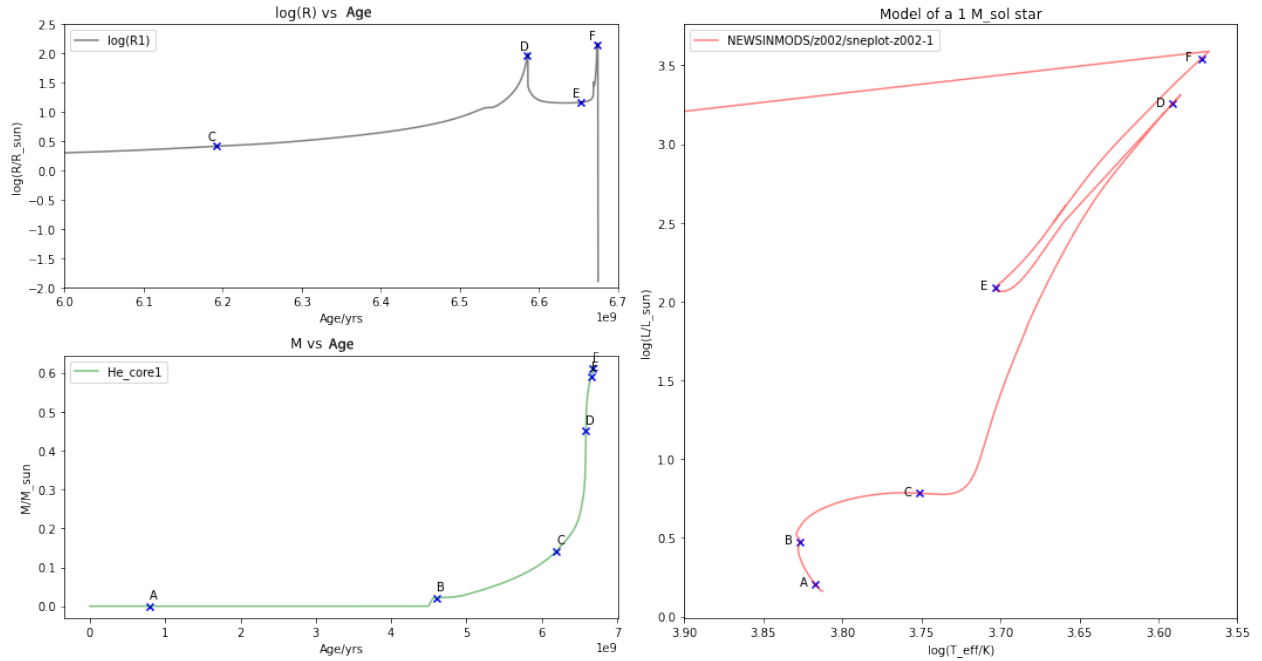 log(R) vs Age
log(R1)
log(R/R_sun)
2.5
2.0
1.5
1.0
0.5
0.0
−0.5
−1.0
−1.5
−2.0
C
D
E
F
6.0 6.1 6.2 6.3 6.4 6.5 6.6 6.7
1e9
Age/yrs
M vs Age
He_core1
M/M_sun
0.6
0.5
0.4
0.3
0.2
0.1
0.0
A
B
C
D
E
F
0 1 2 3 4 5 6 7
1e9
Age/yrs
Model of a 1 M_sol star
NEWSINMODS/z002/sneplot-z002-1
log(L/L_sun)
3.5
3.0
2.5
2.0
1.5
1.0
0.5
0.0
F
D
E
C
B
A
3.90 3.85 3.80 3.75 3.70 3.65 3.60 3.55
log(T_eff/K)